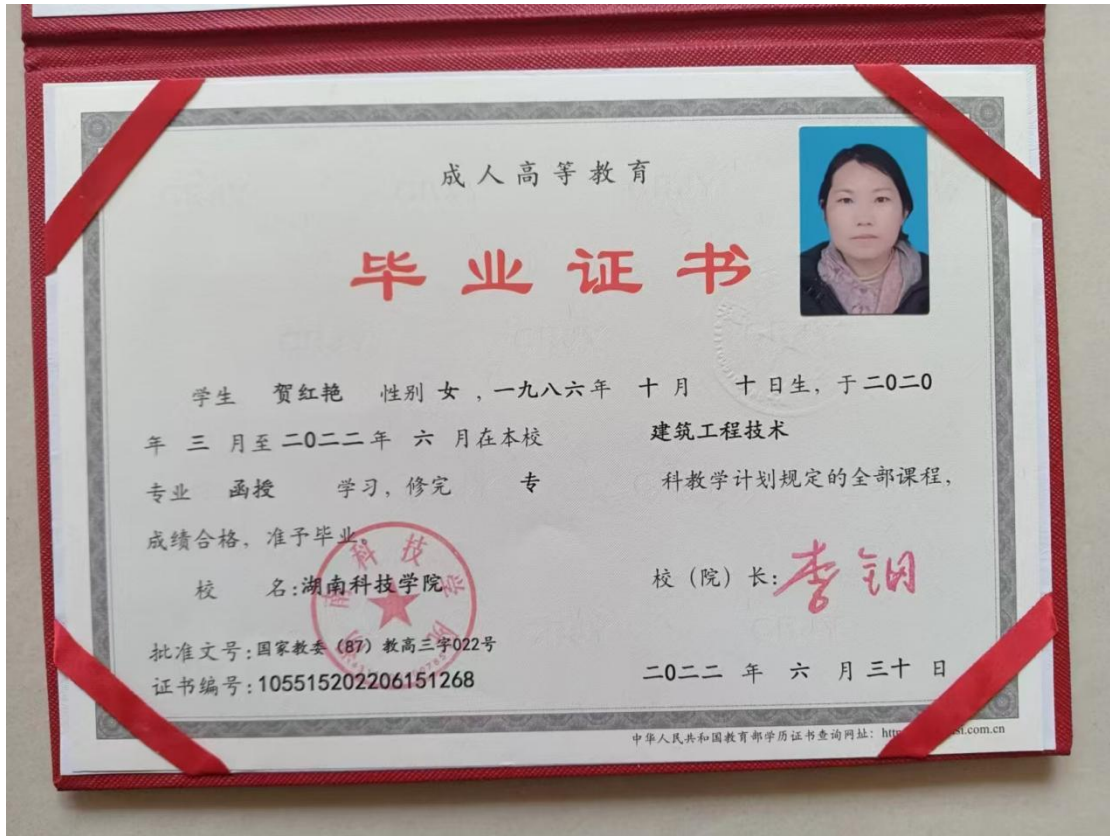 成人高等教育
毕业证书
学生 贺红艳 性别 女 ，一九八六年 十 月 十 日生，于 二0二0
年 三 月至 二0二二 年 六 月在本校 建筑工程技术
专业 函授 学习，修完 专 科教学计划规定的全部课程，
成绩合格，准予毕业。
校 名：湖南科技学院 校（院）长：李钢
湖南科技学院
批准文号：国家教委（87）教高三字022号
证书编号：105515202206151268 二0二二 年 六 月 三十 日
中华人民共和国教育部学历证书查询网址：